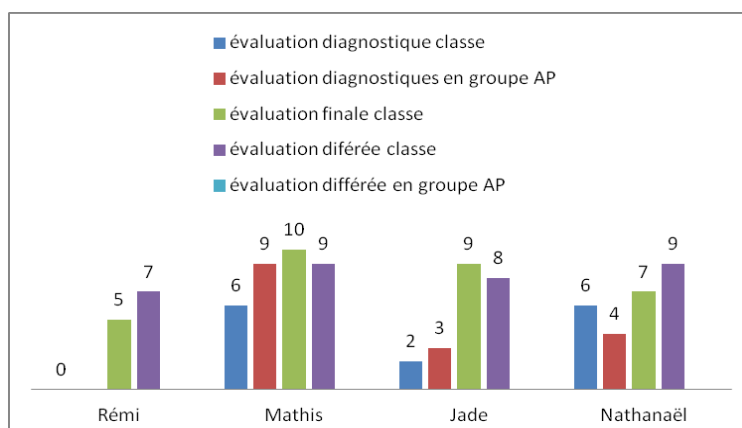 évaluation diagnostique classe
évaluation diagnostiques en groupe AP
évaluation finale classe
évaluation diférée classe
évaluation différée en groupe AP
0 5 7 6 9 10 9 2 3 9 8 6 4 7 9
Rémi Mathis Jade Nathanaël